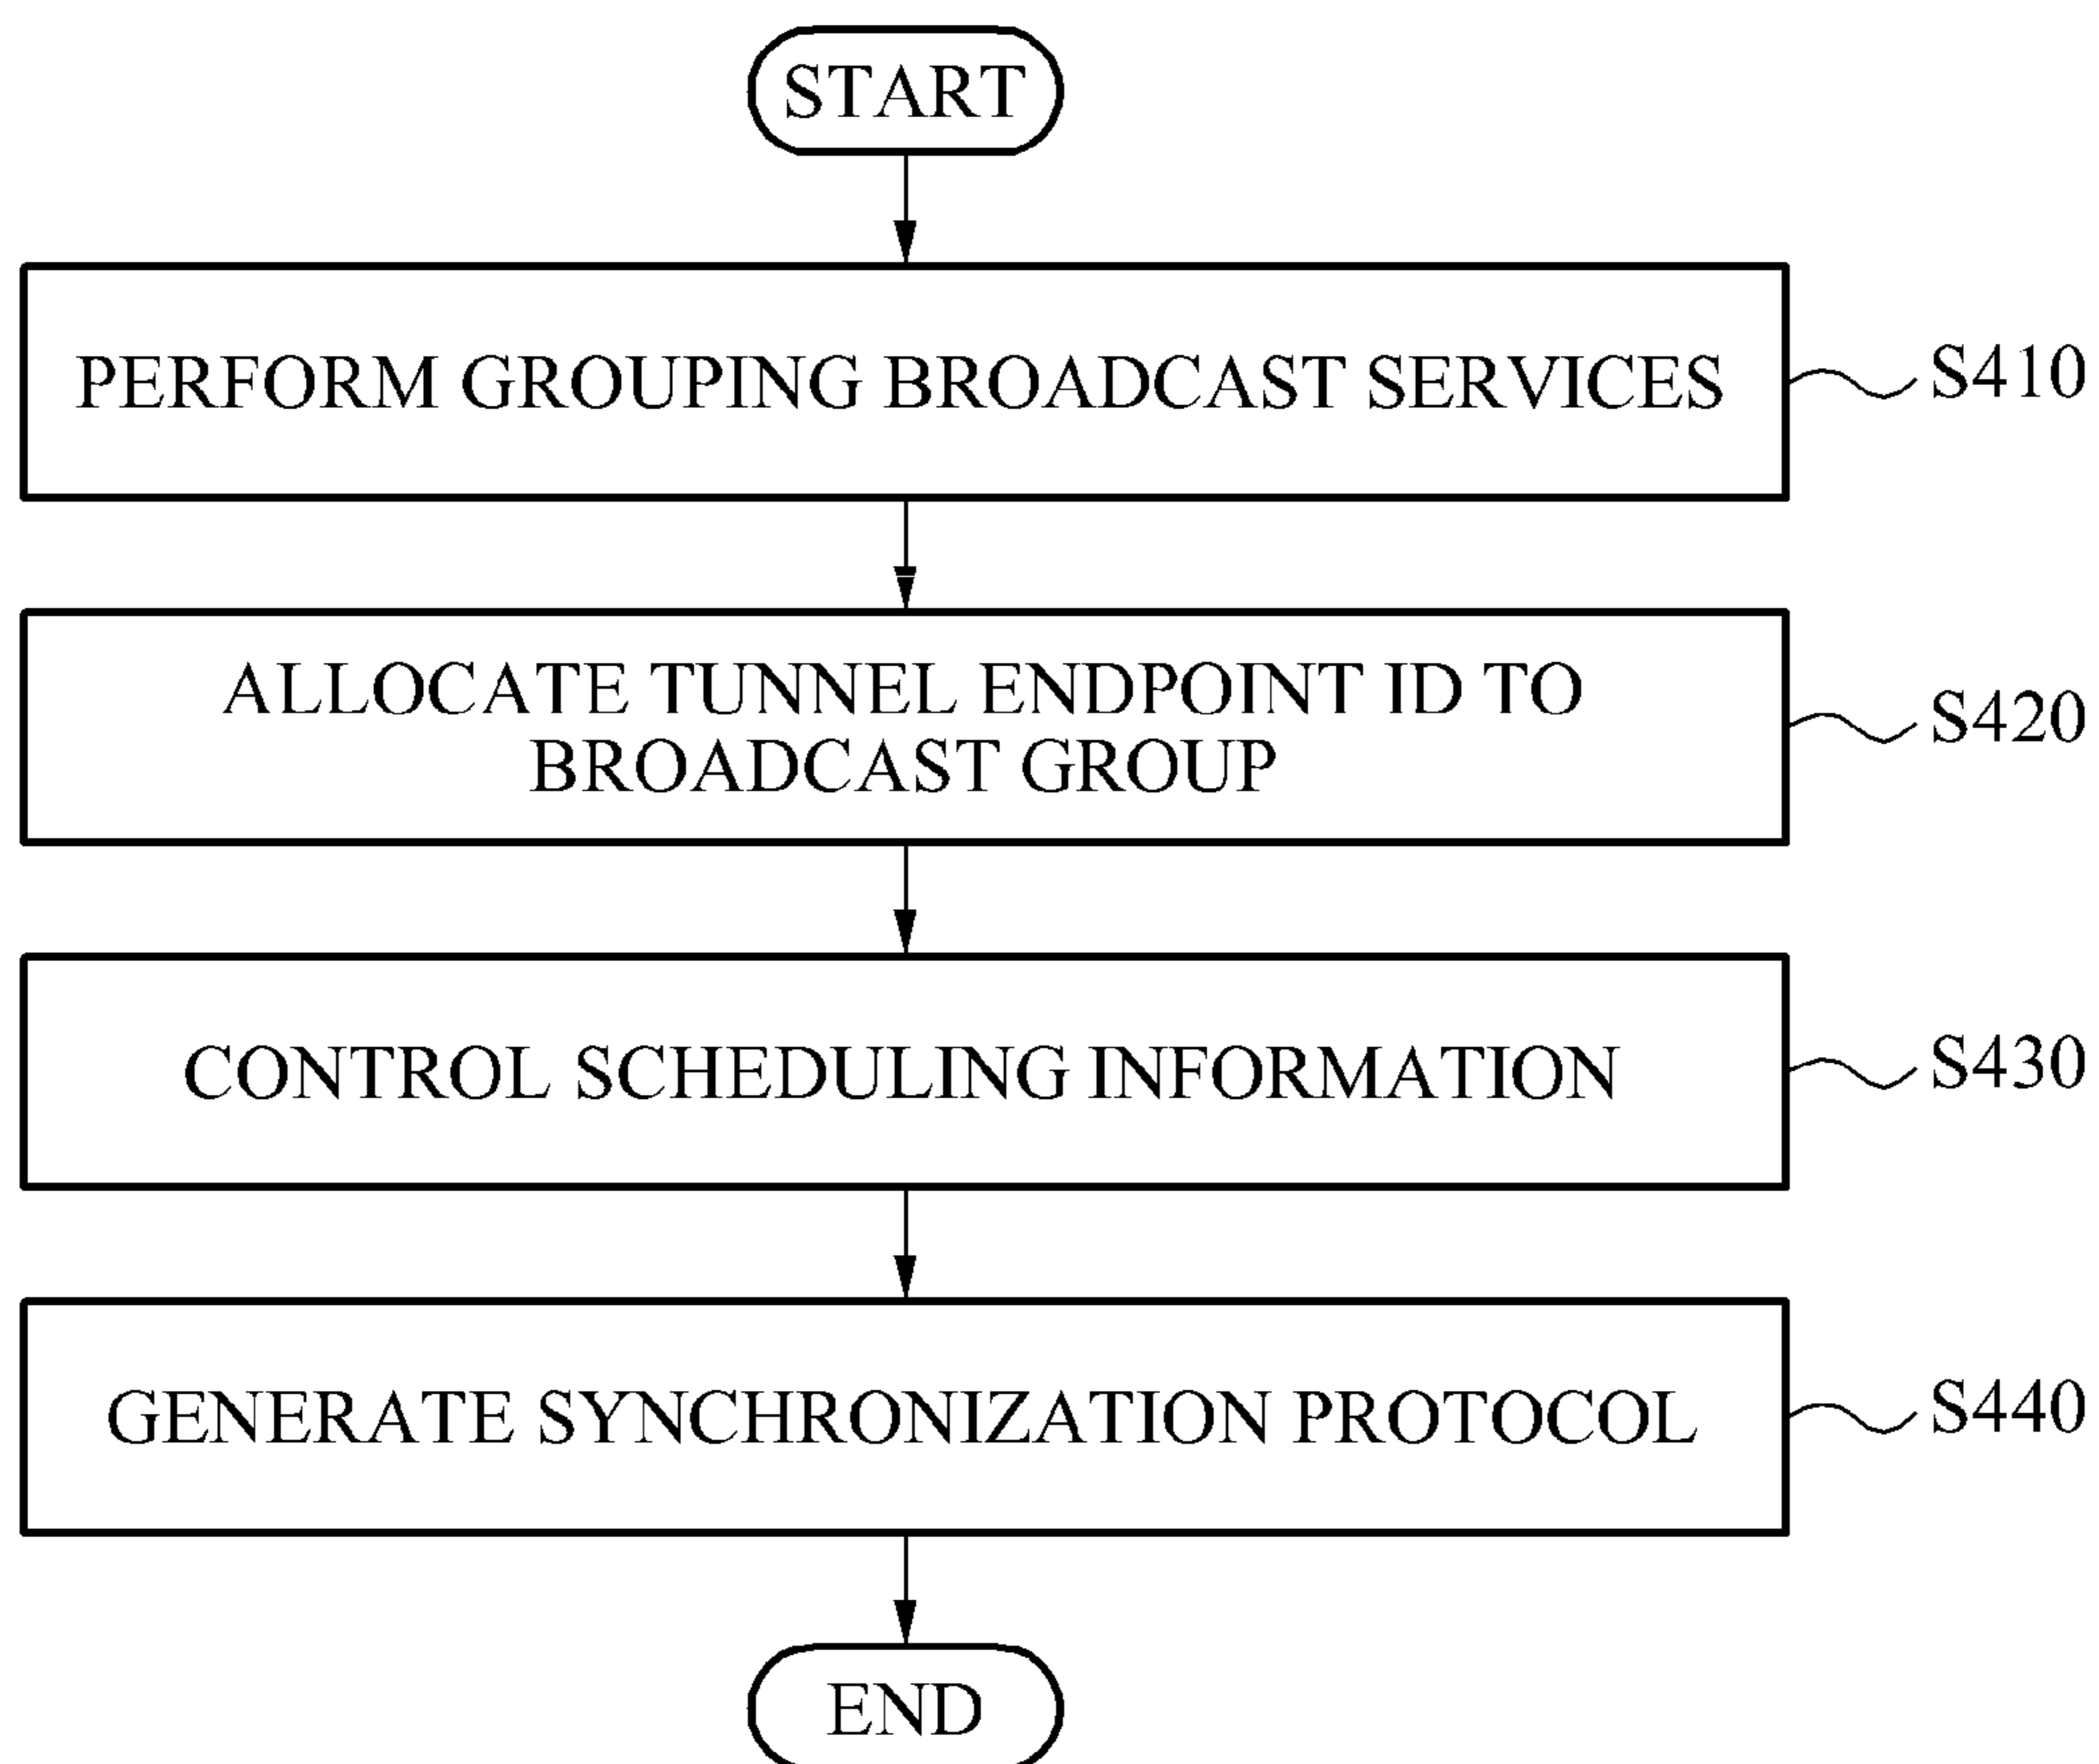 START
PERFORM GROUPING BROADCAST SERVICES
S410
ALLOCATE TUNNEL ENDPOINT ID TO
BROADCAST GROUP
S420
CONTROL SCHEDULING INFORMATION
S430
GENERATE SYNCHRONIZATION PROTOCOL
S440
END